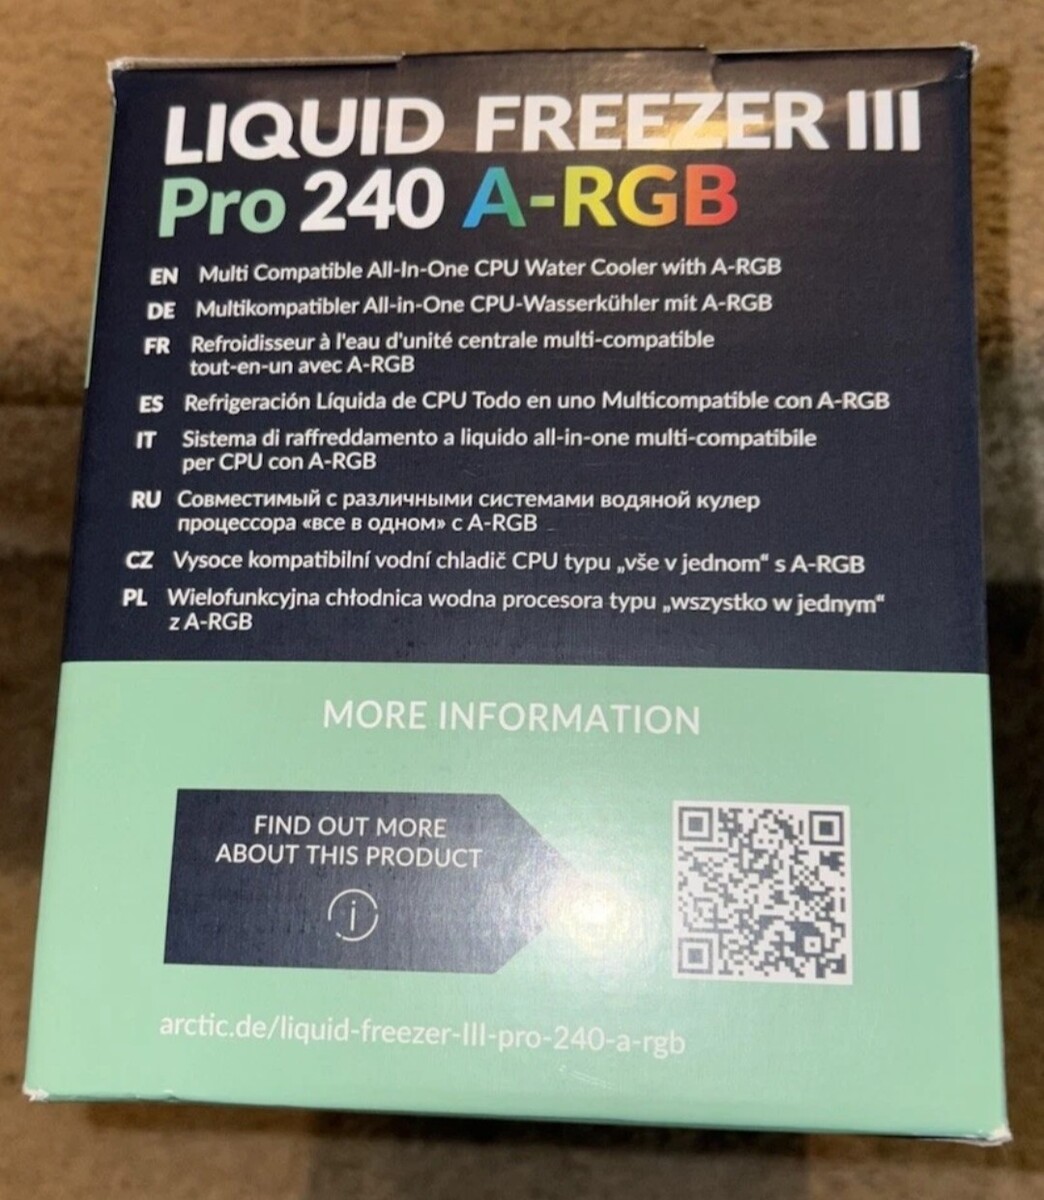 LIQUID FREEZER III
Pro 240 A-RGB
EN Multi Compatible All-In-One CPU Water Cooler with A-RGB
DE Multikompatibler All-in-One CPU-Wasserkühler mit A-RGB
FR Refroidisseur à l'eau d'unité centrale multi-compatible
tout-en-un avec A-RGB
ES Refrigeración Líquida de CPU Todo en uno Multicompatible con A-RGB
IT Sistema di raffreddamento a liquido all-in-one multi-compatibile
per CPU con A-RGB
RU Совместимый с различными системами водяной кулер
процессора «все в одном» с A-RGB
CZ Vysoce kompatibilní vodní chladič CPU typu „vše v jednom“ s A-RGB
PL Wielofunkcyjna chłodnica wodna procesora typu „wszystko w jednym“
z A-RGB
MORE INFORMATION
FIND OUT MORE
ABOUT THIS PRODUCT
i
arctic.de/liquid-freezer-III-pro-240-a-rgb